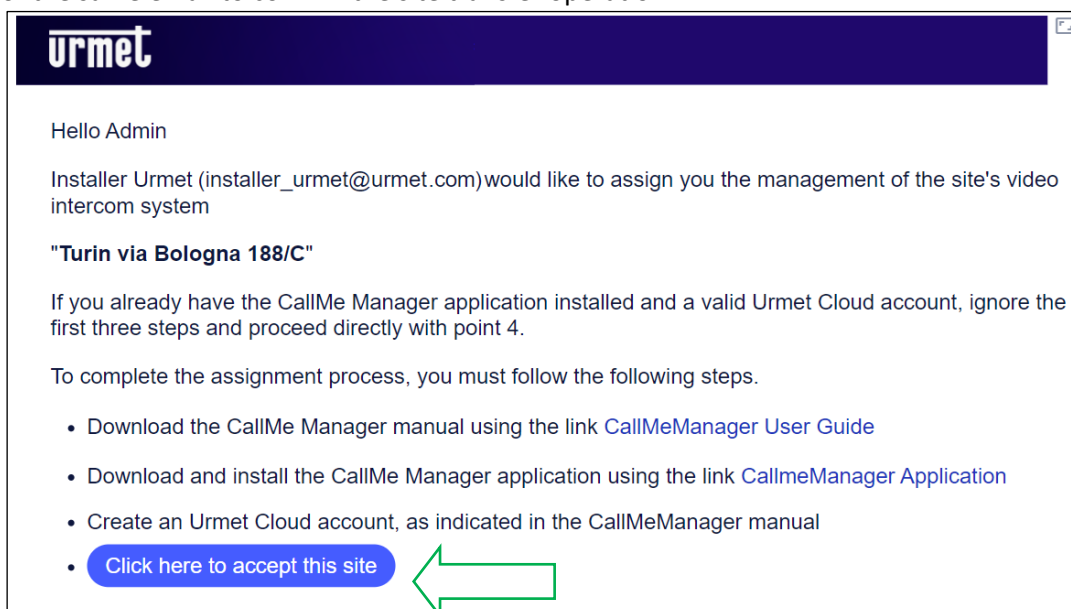 urmet
Hello Admin
Installer Urmet (installer_urmet@urmet.com)would like to assign you the management of the site's video
intercom system
"Turin via Bologna 188/C"
If you already have the CallMe Manager application installed and a valid Urmet Cloud account, ignore the
first three steps and proceed directly with point 4.
To complete the assignment process, you must follow the following steps.
• Download the CallMe Manager manual using the link CallMeManager User Guide
• Download and install the CallMe Manager application using the link CallmeManager Application
• Create an Urmet Cloud account, as indicated in the CallMeManager manual
• Click here to accept this site